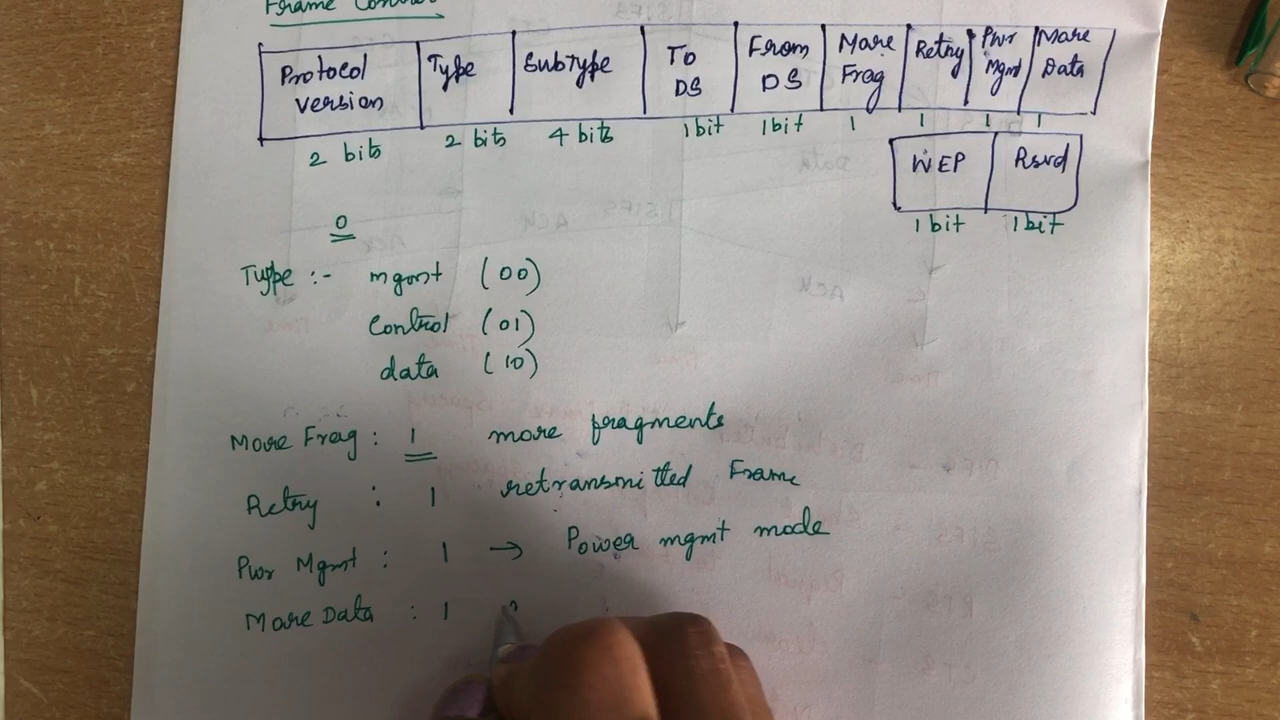 Frame Control
Protocol version Type Subtype To DS From DS More Frag Retry Pwr Mgmt More Data
2 bits 2 bits 4 bits 1 bit 1 bit 1 1 1 1
WEP Rsvd
1 bit 1 bit
0
Type :- mgmt (00)
Control (01)
data (10)
More Frag : 1 more fragments
Retry : 1 retransmitted Frame
Pwr Mgmt : 1 → Power mgmt mode
More Data : 1